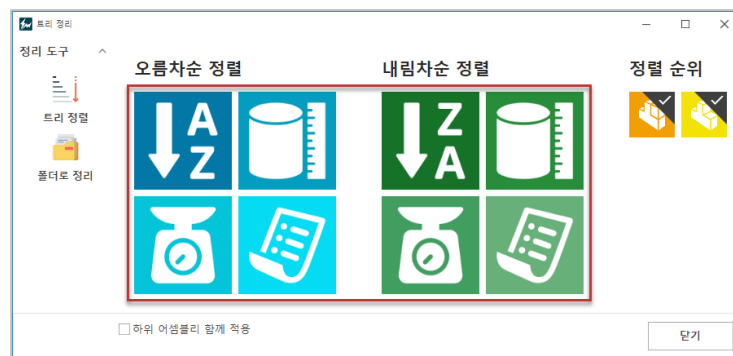 트리 정리
정리 도구
트리 정렬
폴더로 정리
오름차순 정렬
A
Z
내림차순 정렬
Z
A
정렬 순위
하위 어셈블리 함께 적용
닫기